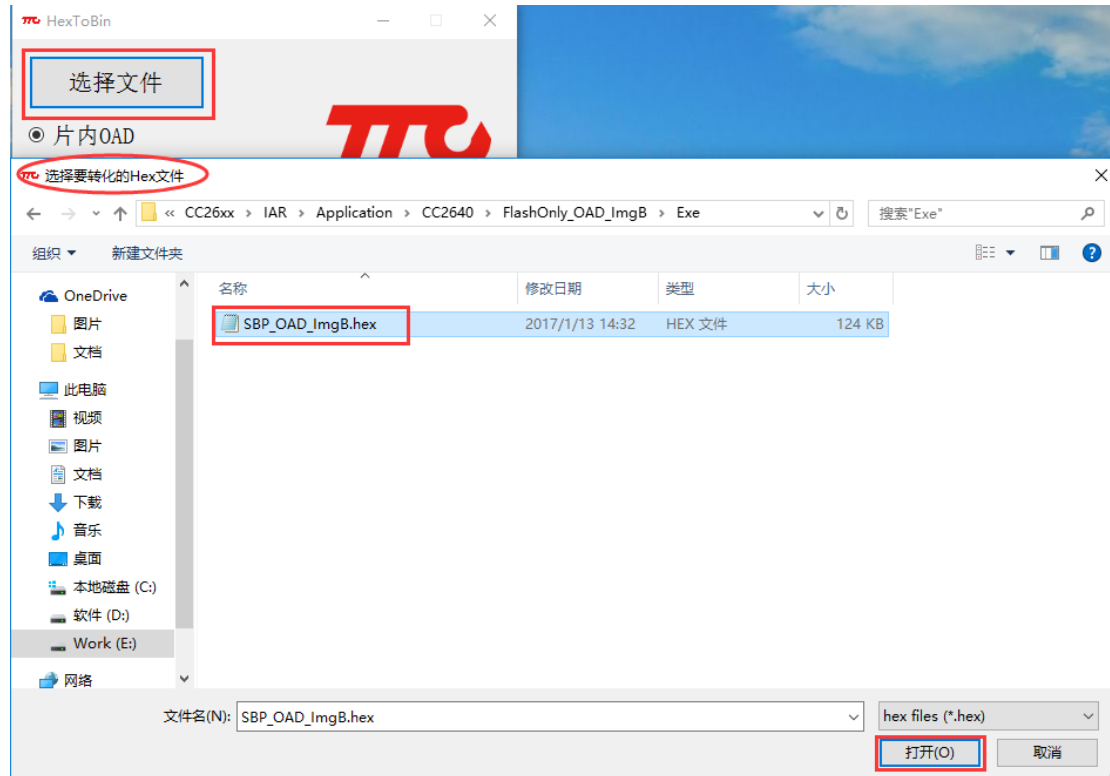 TTC HexToBin
选择文件
片内OAD
TTC
TTC 选择要转化的Hex文件
« CC26xx › IAR › Application › CC2640 › FlashOnly_OAD_ImgB › Exe
搜索"Exe"
组织 新建文件夹
?
名称 修改日期 类型 大小
SBP_OAD_ImgB.hex 2017/1/13 14:32 HEX 文件 124 KB
OneDrive
图片
文档
此电脑
视频
图片
文档
下载
音乐
桌面
本地磁盘 (C:)
软件 (D:)
Work (E:)
网络
文件名(N): SBP_OAD_ImgB.hex
hex files (*.hex)
打开(O) 取消